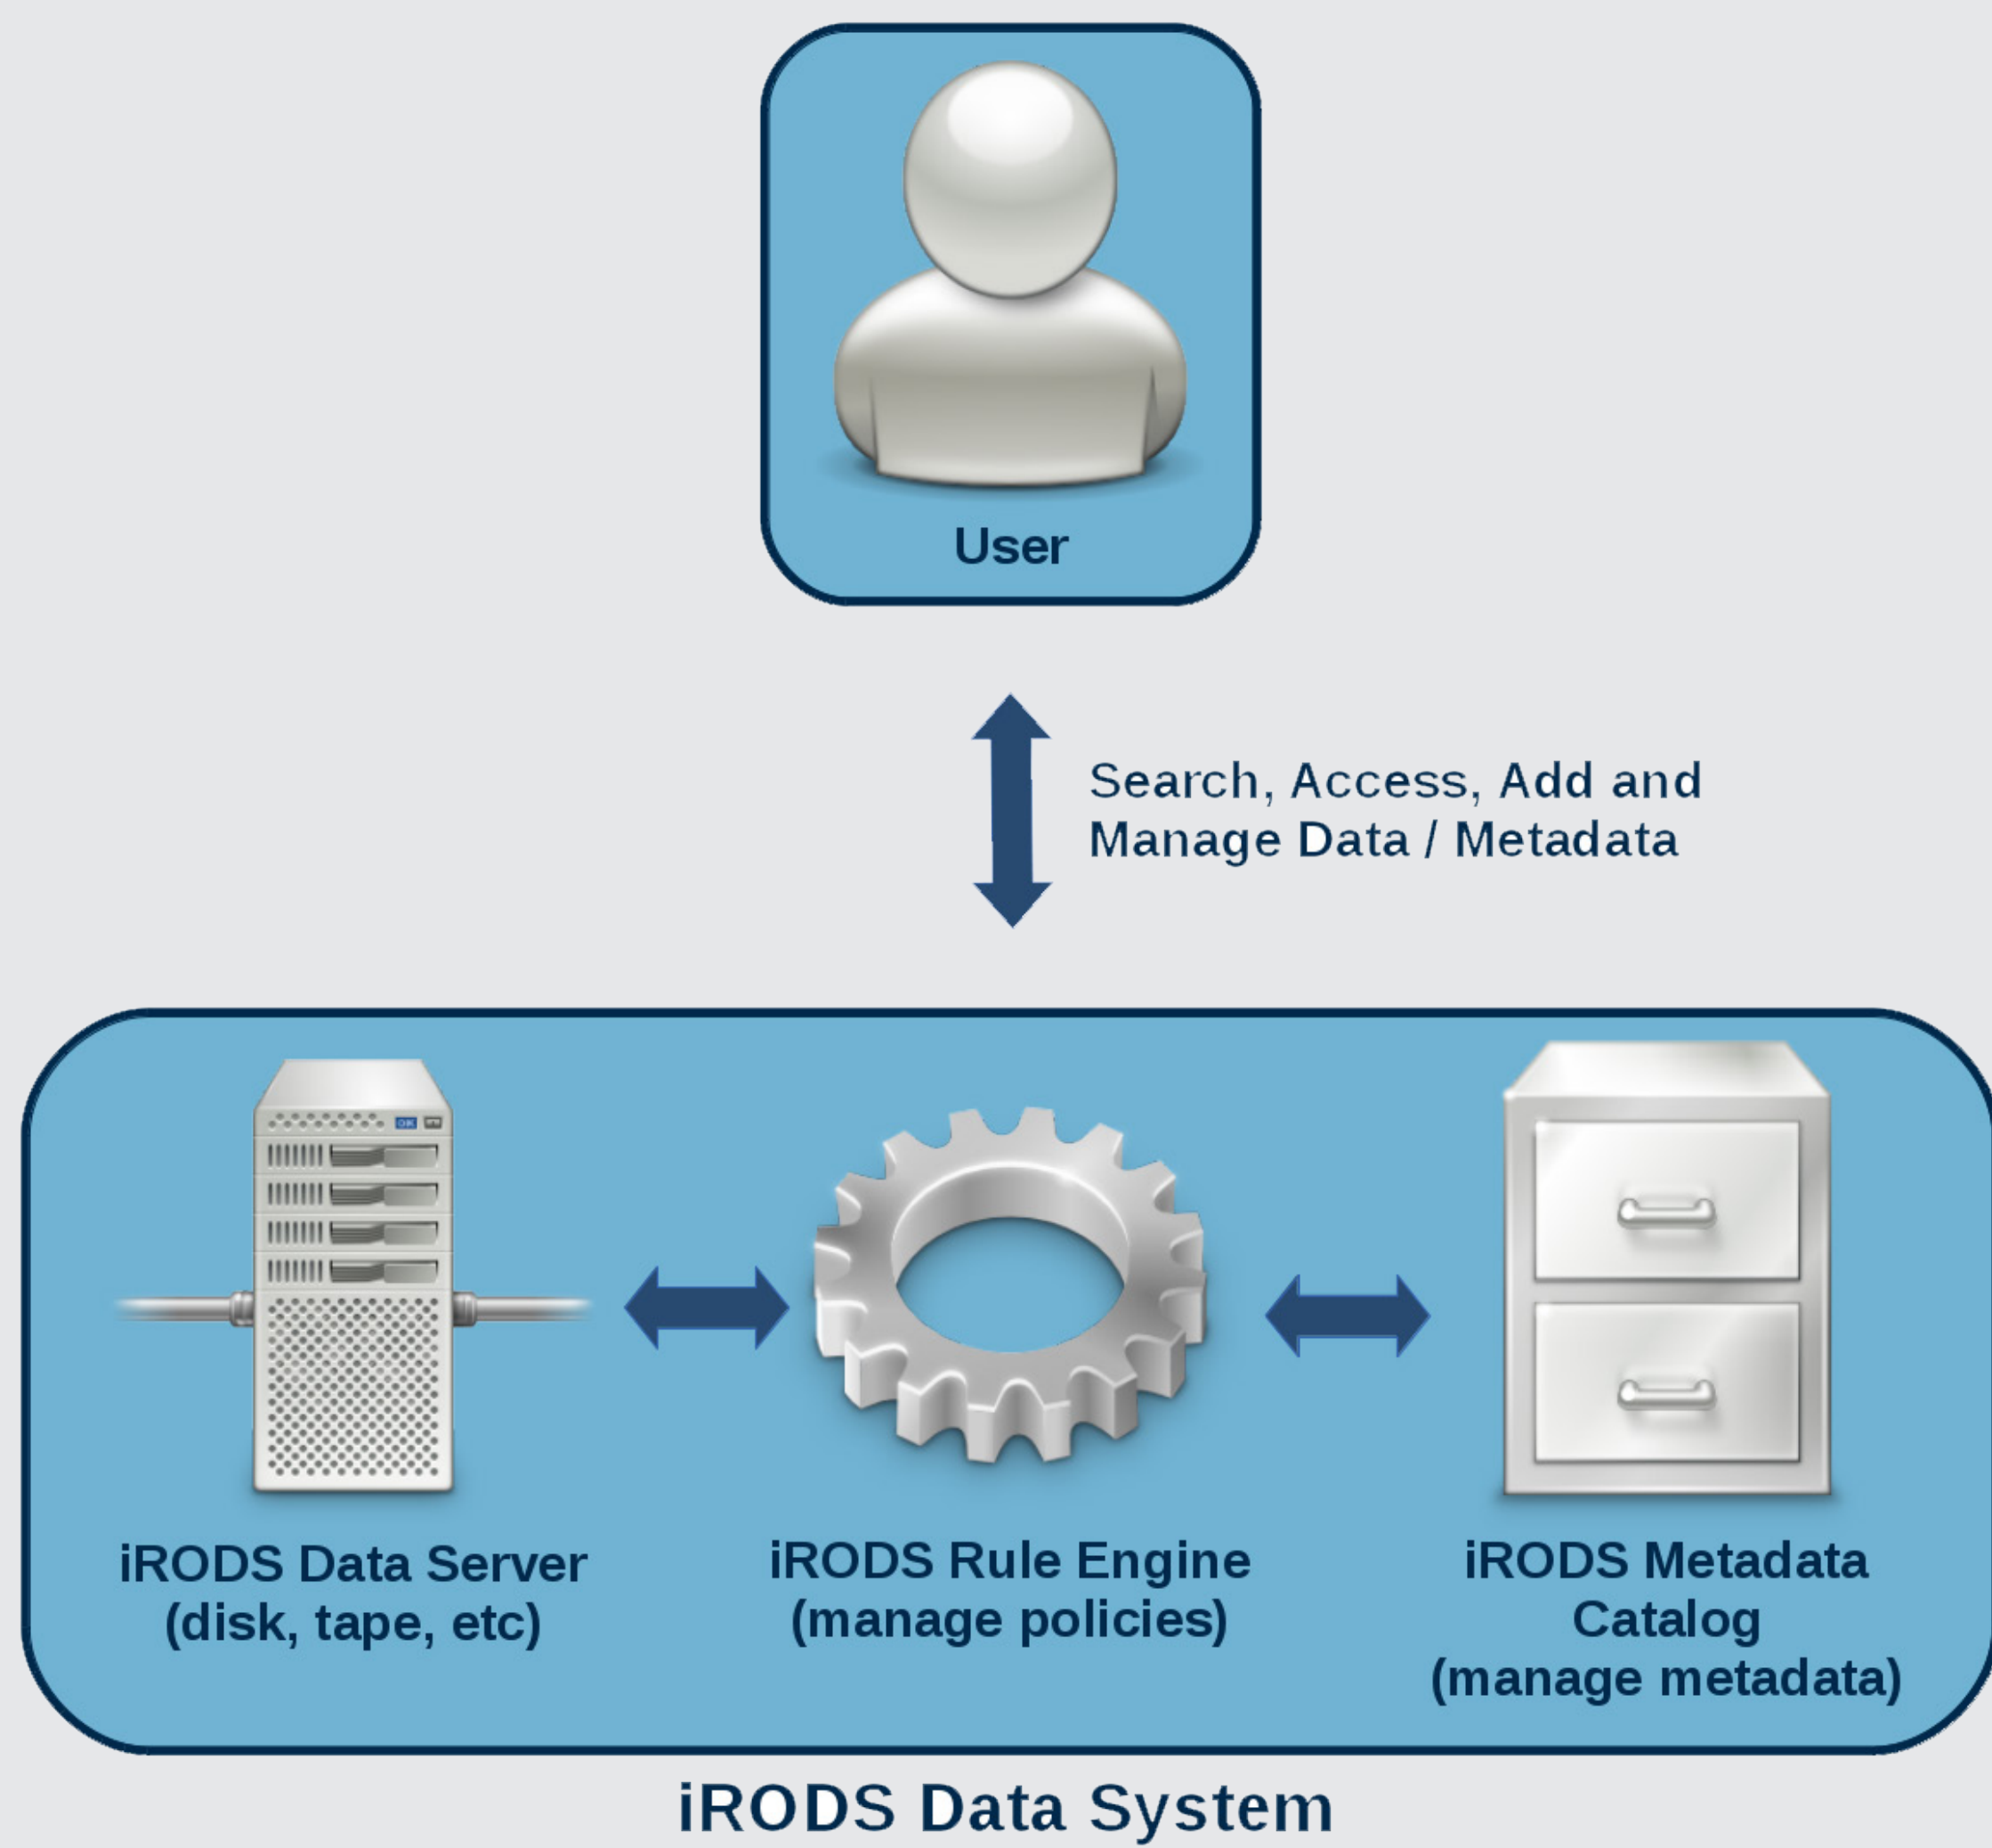 User
Search, Access, Add and
Manage Data / Metadata
iRODS Data Server
(disk, tape, etc)
iRODS Rule Engine
(manage policies)
iRODS Metadata
Catalog
(manage metadata)
iRODS Data System